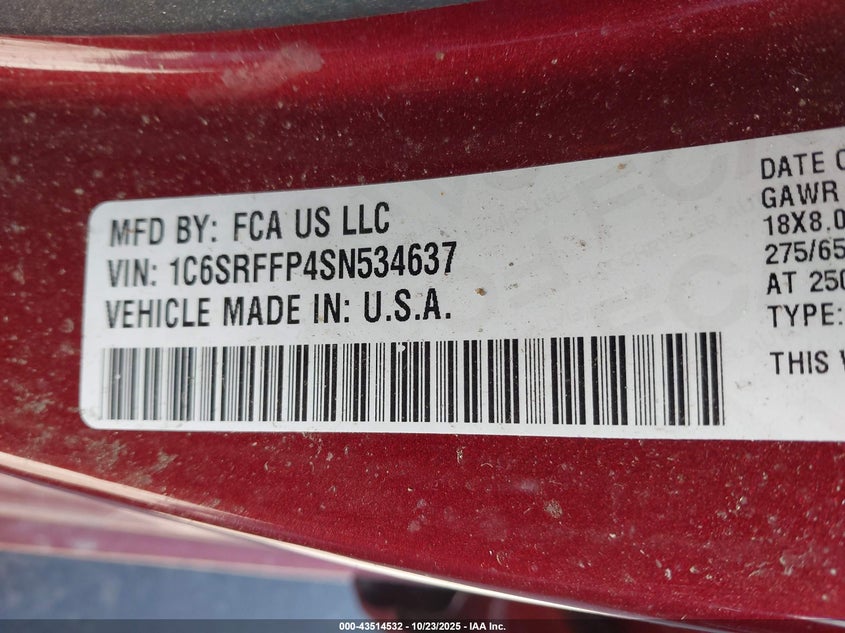 MFD BY: FCA US LLC
VIN: 1C6SRFFP4SN534637
VEHICLE MADE IN: U.S.A.
DATE O
GAWR
18X8.0
275/65
AT 250
TYPE:
THIS
000-43514532 - 10/23/2025 - IAA Inc.